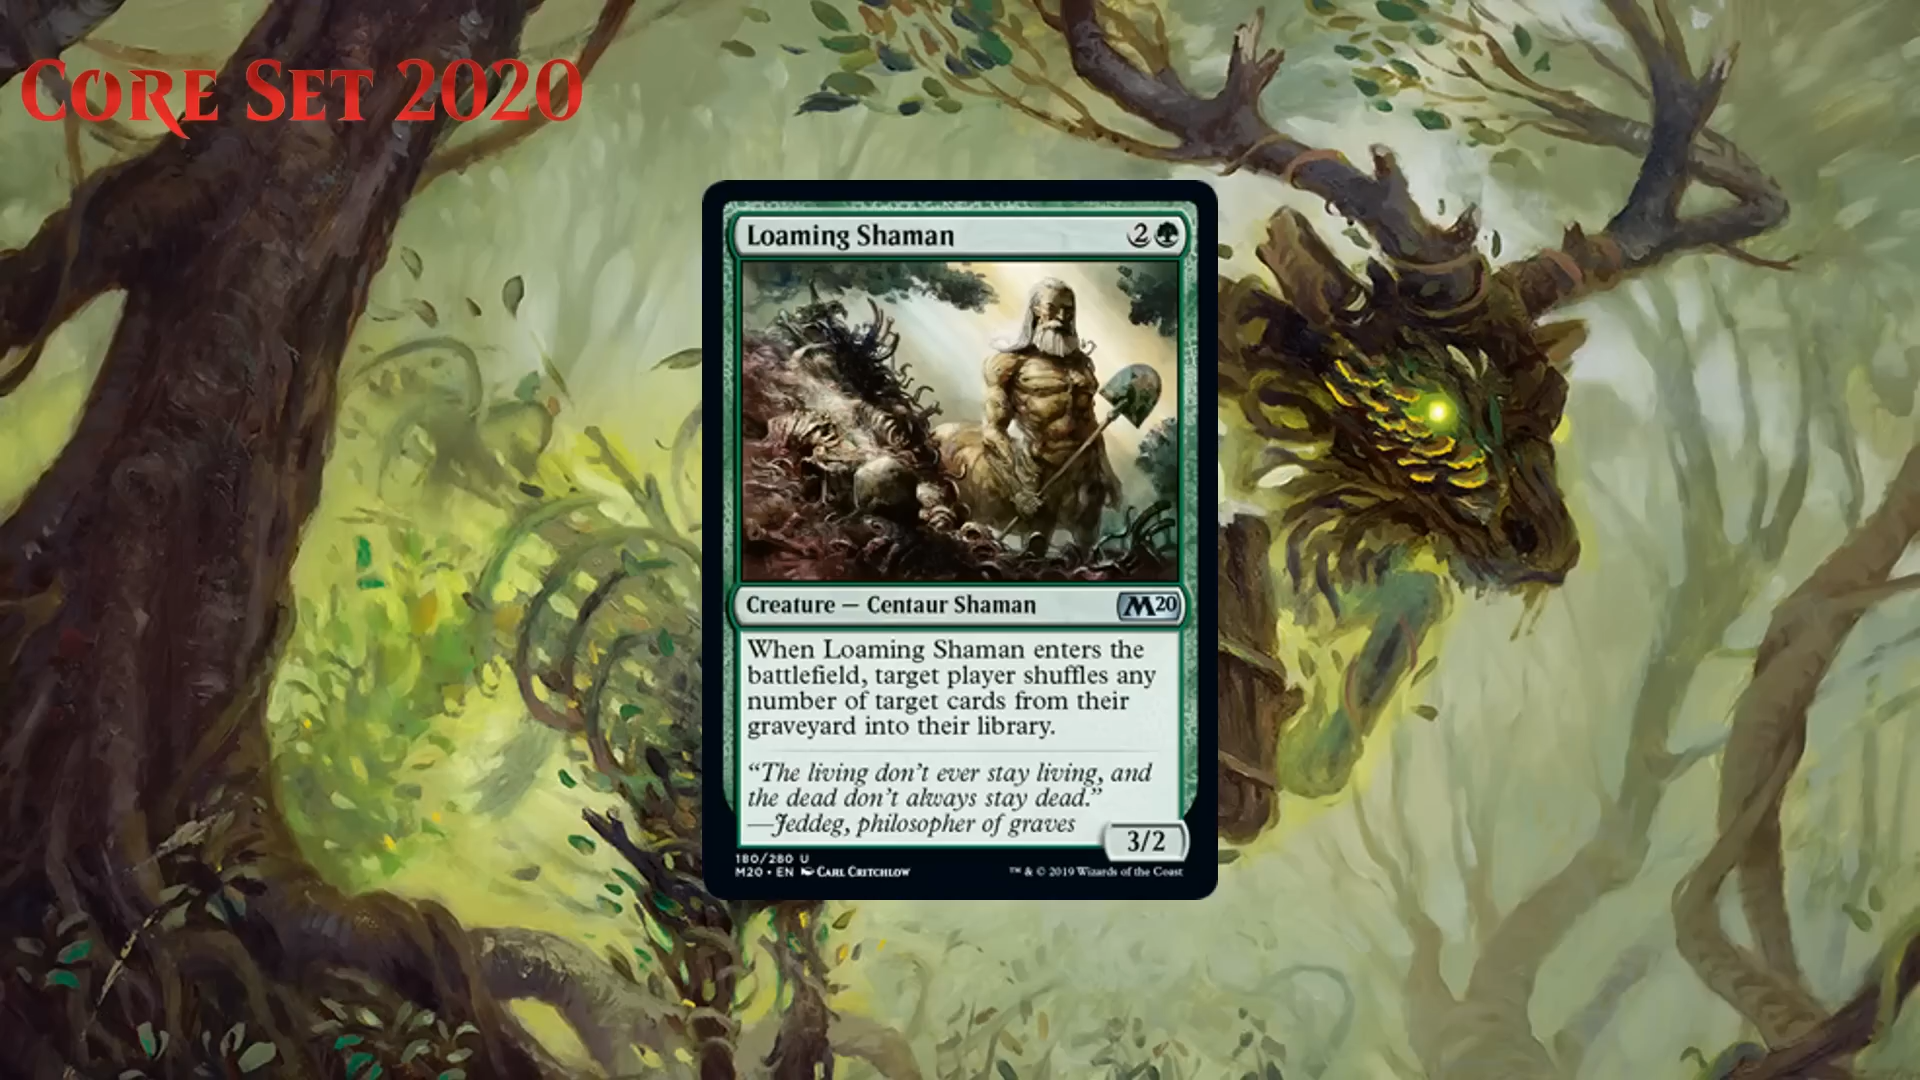 Core Set 2020
Loaming Shaman 2
Creature — Centaur Shaman M20
When Loaming Shaman enters the
battlefield, target player shuffles any
number of target cards from their
graveyard into their library.
“The living don’t ever stay living, and
the dead don’t always stay dead.”
—Jeddeg, philosopher of graves
3/2
180/280 U
M20 • EN Carl Critchlow
™ & © 2019 Wizards of the Coast